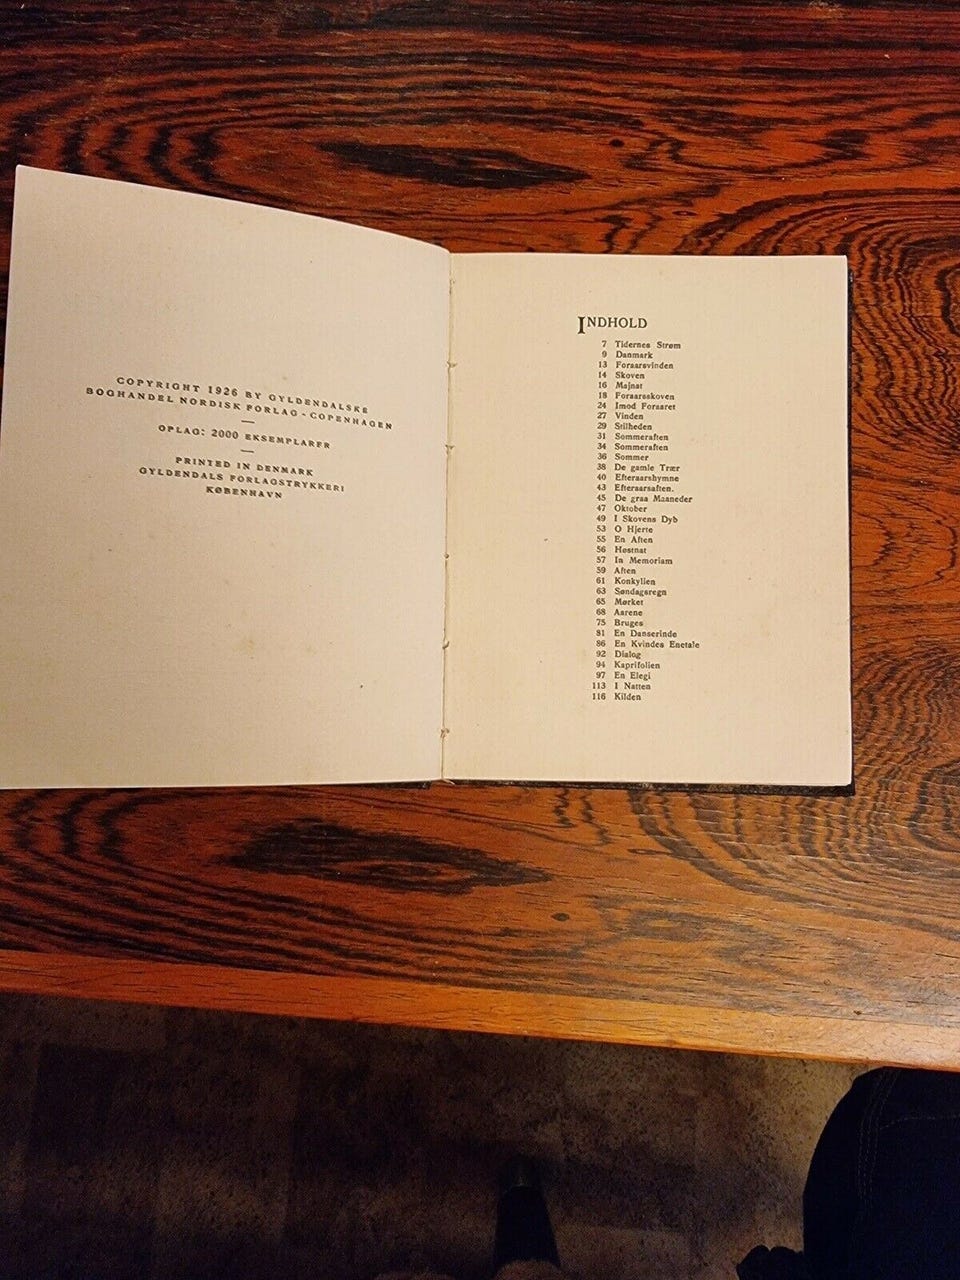 COPYRIGHT 1926 BY GYLDENDALSKE
BOGHANDEL NORDISK FORLAG - COPENHAGEN
OPLAG: 2000 EKSEMPLARER
PRINTED IN DENMARK
GYLDENDALS FORLAGSTRYKKERI
KØBENHAVN
INDHOLD
7 Tidernes Strøm
9 Danmark
13 Foraarsvinden
14 Skoven
16 Majnat
18 Foraarsskoven
24 Imod Foraaret
27 Vinden
29 Stilheden
31 Sommeraften
34 Sommeraften
36 Sommer
38 De gamle Trær
40 Efteraarshymne
43 Efteraarsaften.
45 De graa Maaneder
47 Oktober
49 I Skovens Dyb
53 O Hjerte
55 En Aften
56 Høstnat
57 In Memoriam
59 Aften
61 Konkylien
63 Søndagsregn
65 Mørket
68 Aarene
75 Bruges
81 En Danserinde
86 En Kvindes Enetale
92 Dialog
94 Kaprifolien
97 En Elegi
113 I Natten
116 Kilden